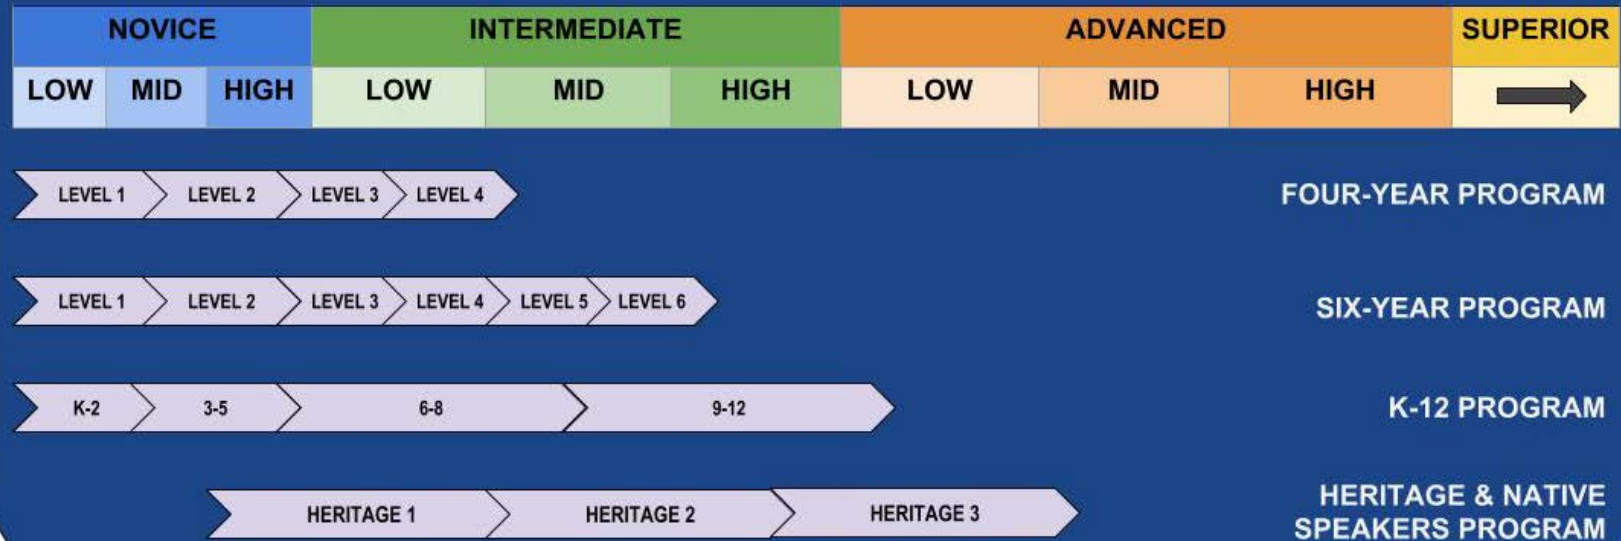 NOVICE INTERMEDIATE ADVANCED SUPERIOR
LOW MID HIGH LOW MID HIGH LOW MID HIGH
LEVEL 1 LEVEL 2 LEVEL 3 LEVEL 4 FOUR-YEAR PROGRAM
LEVEL 1 LEVEL 2 LEVEL 3 LEVEL 4 LEVEL 5 LEVEL 6 SIX-YEAR PROGRAM
K-2 3-5 6-8 9-12 K-12 PROGRAM
HERITAGE 1 HERITAGE 2 HERITAGE 3 HERITAGE & NATIVE
SPEAKERS PROGRAM